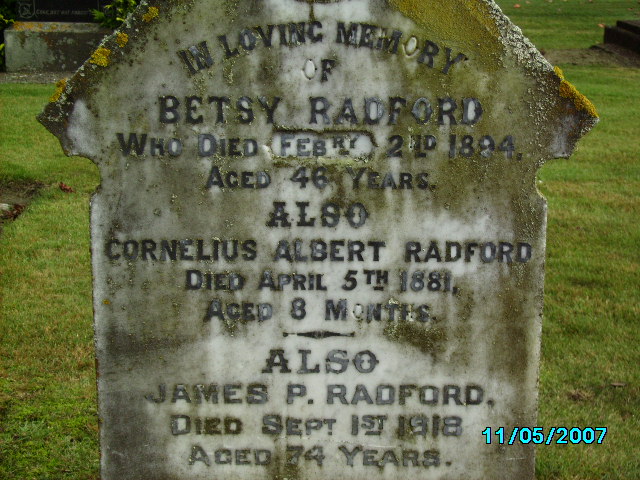 IN LOVING MEMORY
OF
BETSY RADFORD
WHO DIED FEBRY 2ND 1894,
AGED 46 YEARS.
ALSO
CORNELIUS ALBERT RADFORD
DIED APRIL 5TH 1881,
AGED 8 MONTHS.
ALSO
JAMES P. RADFORD.
DIED SEPT 1ST 1918
AGED 74 YEARS.
11/05/2007